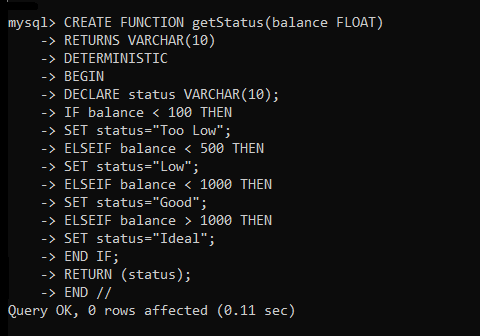 mysql> CREATE FUNCTION getStatus(balance FLOAT)
    -> RETURNS VARCHAR(10)
    -> DETERMINISTIC
    -> BEGIN
    -> DECLARE status VARCHAR(10);
    -> IF balance < 100 THEN
    -> SET status="Too Low";
    -> ELSEIF balance < 500 THEN
    -> SET status="Low";
    -> ELSEIF balance < 1000 THEN
    -> SET status="Good";
    -> ELSEIF balance > 1000 THEN
    -> SET status="Ideal";
    -> END IF;
    -> RETURN (status);
    -> END //
Query OK, 0 rows affected (0.11 sec)